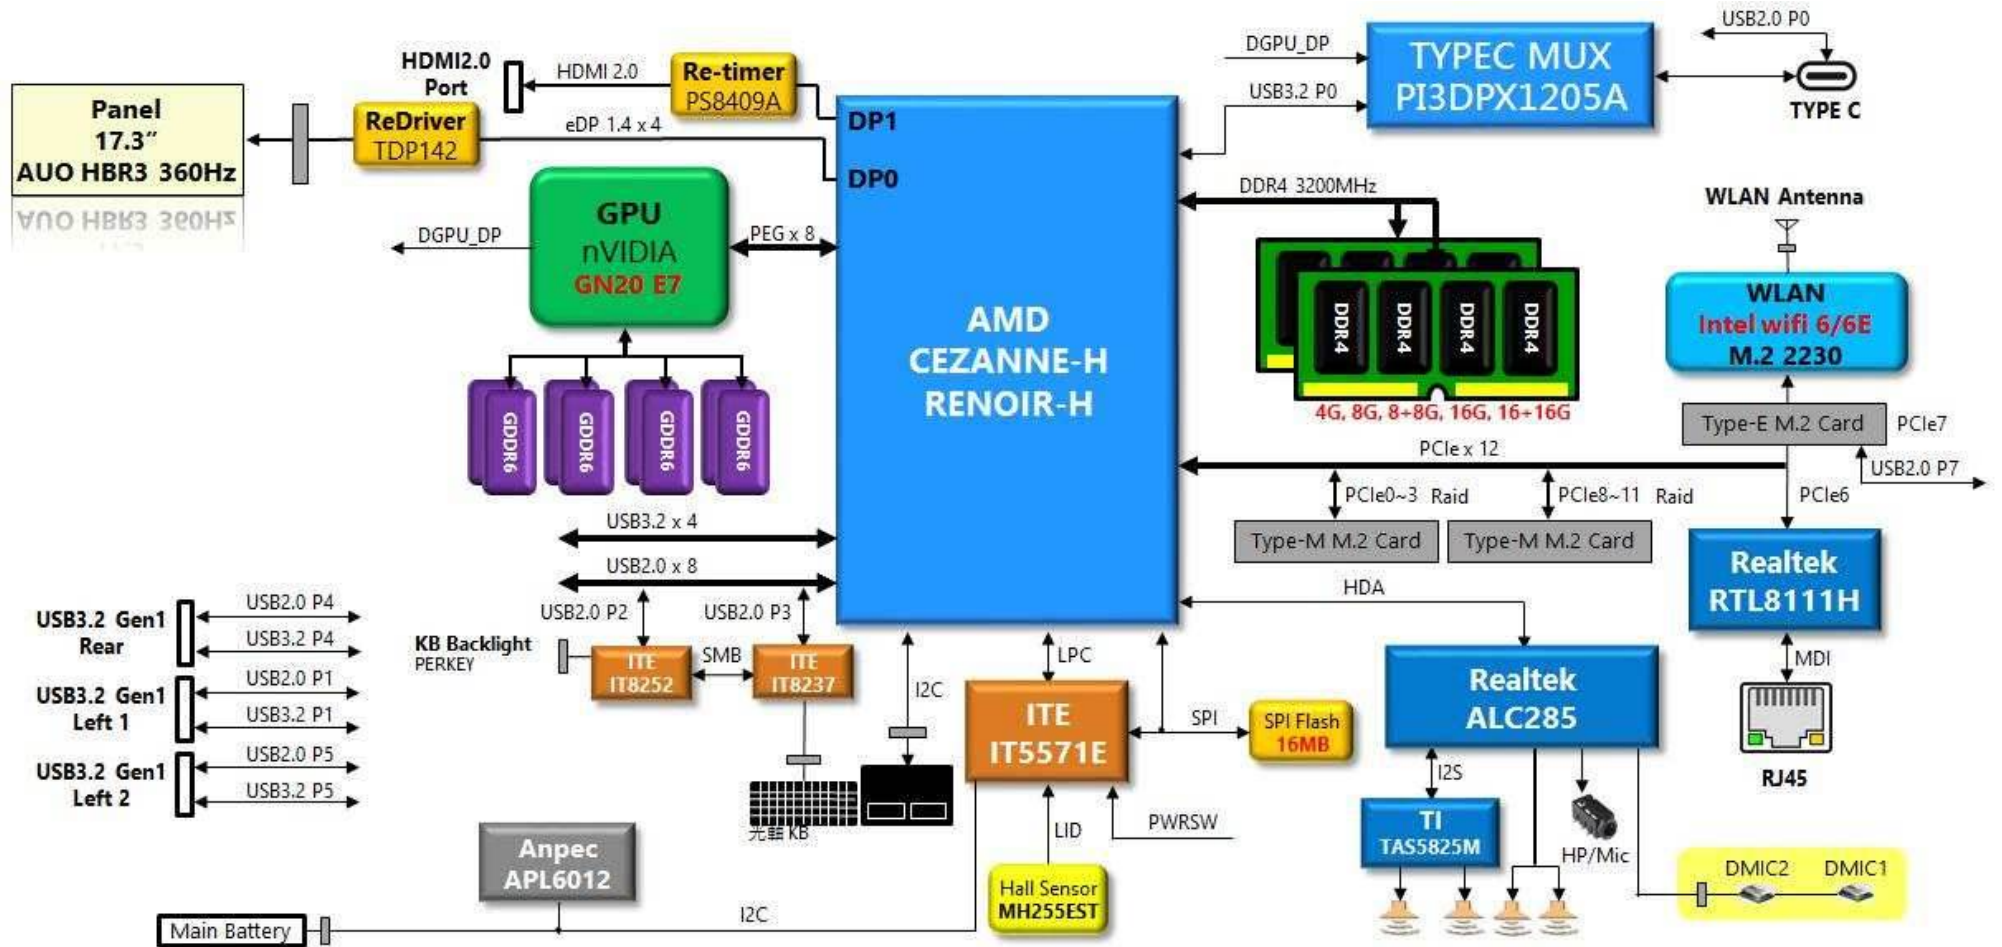 USB2.0 P0
HDMI2.0
Port
HDMI 2.0
Re-timer
PS8409A
DGPU_DP
USB3.2 P0
TYPEC MUX
PI3DPX1205A
TYPE C
Panel
17.3"
AUO HBR3 360Hz
ReDriver
TDP142
eDP 1.4 x 4
DP1
DP0
DDR4 3200MHz
WLAN Antenna
DGPU_DP
GPU
nVIDIA
GN20 E7
PEG x 8
AMD
CEZANNE-H
RENOIR-H
DDR4
DDR4
DDR4
DDR4
4G, 8G, 8+8G, 16G, 16+16G
WLAN
Intel wifi 6/6E
M.2 2230
Type-E M.2 Card
PCIe7
USB2.0 P7
GDDR6
GDDR6
GDDR6
GDDR6
PCIe x 12
PCIe0~3 Raid
PCIe8~11 Raid
PCIe6
Type-M M.2 Card
Type-M M.2 Card
USB3.2 x 4
USB2.0 x 8
USB2.0 P2
USB2.0 P3
HDA
Realtek
RTL8111H
MDI
RJ45
USB3.2 Gen1
Rear
USB2.0 P4
USB3.2 P4
USB3.2 Gen1
Left 1
USB2.0 P1
USB3.2 P1
USB3.2 Gen1
Left 2
USB2.0 P5
USB3.2 P5
KB Backlight
PERKEY
ITE
IT8252
SMB
ITE
IT8237
I2C
LPC
ITE
IT5571E
SPI
SPI Flash
16MB
Realtek
ALC285
I2S
TI
TAS5825M
HP/Mic
DMIC2
DMIC1
KB
LID
PWRSW
Anpec
APL6012
Hall Sensor
MH255EST
I2C
Main Battery